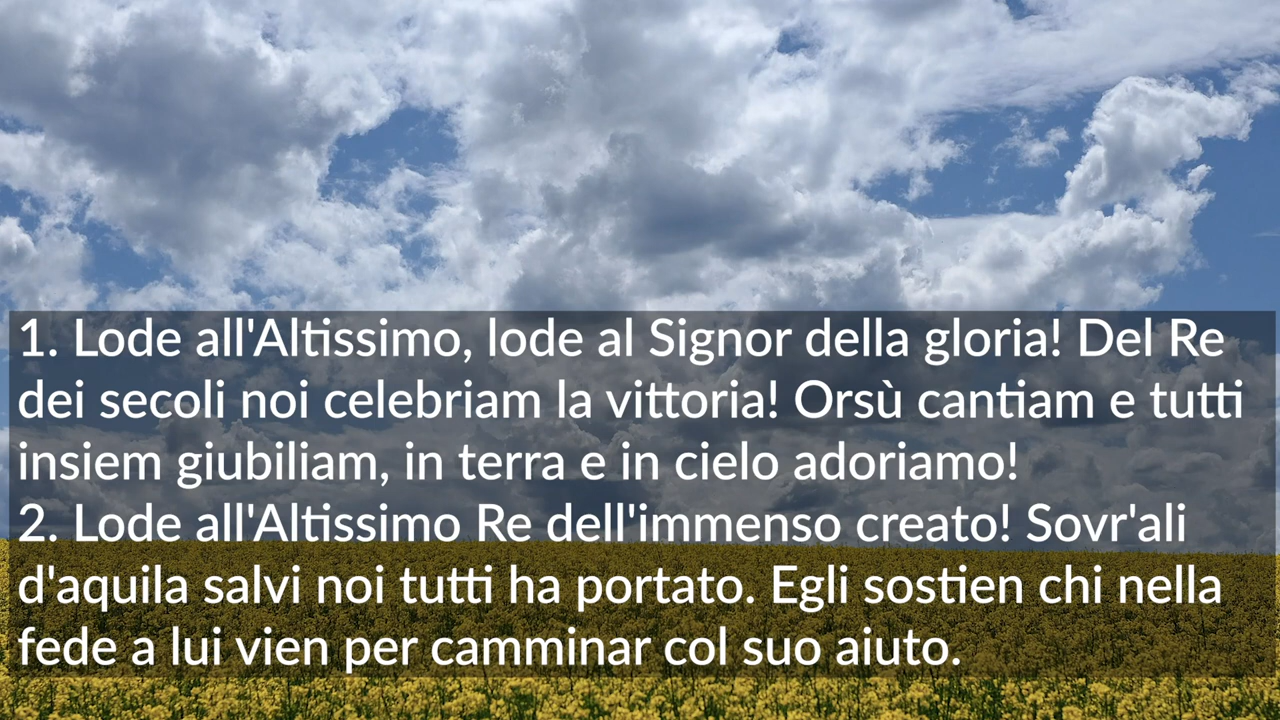 1. Lode all'Altissimo, lode al Signor della gloria! Del Re
dei secoli noi celebriam la vittoria! Orsù cantiam e tutti
insiem giubiliam, in terra e in cielo adoriamo!
2. Lode all'Altissimo Re dell'immenso creato! Sovr'ali
d'aquila salvi noi tutti ha portato. Egli sostien chi nella
fede a lui vien per camminar col suo aiuto.